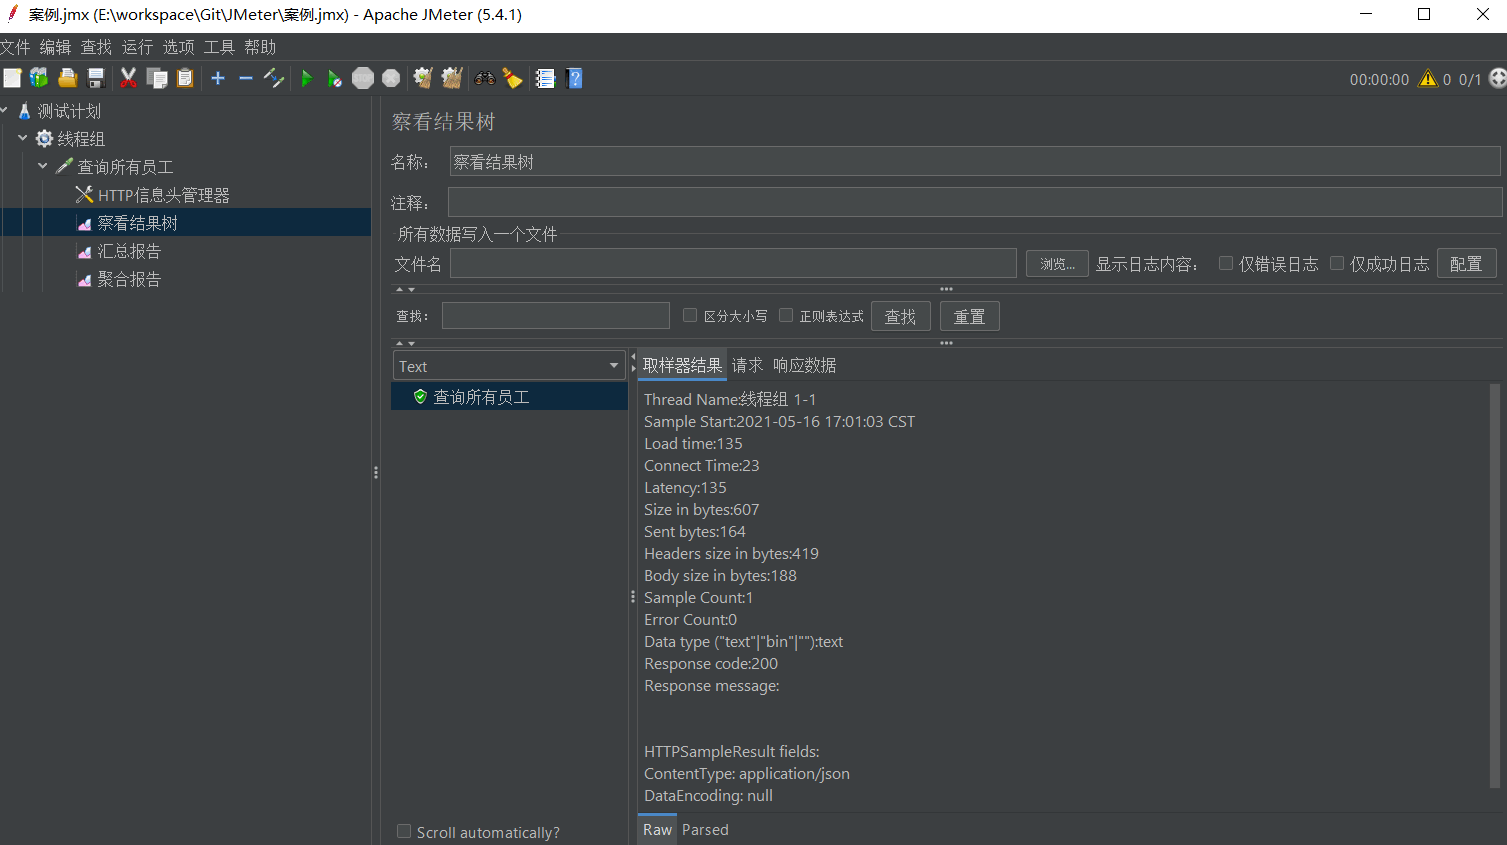 案例.jmx (E:\workspace\Git\JMeter\案例.jmx) - Apache JMeter (5.4.1)
文件 编辑 查找 运行 选项 工具 帮助
00:00:00 0 0/1
测试计划
线程组
查询所有员工
HTTP信息头管理器
察看结果树
汇总报告
聚合报告
察看结果树
名称： 察看结果树
注释：
所有数据写入一个文件
文件名 浏览... 显示日志内容： 仅错误日志 仅成功日志 配置
查找： 区分大小写 正则表达式 查找 重置
Text
查询所有员工
Scroll automatically?
取样器结果 请求 响应数据
Thread Name:线程组 1-1
Sample Start:2021-05-16 17:01:03 CST
Load time:135
Connect Time:23
Latency:135
Size in bytes:607
Sent bytes:164
Headers size in bytes:419
Body size in bytes:188
Sample Count:1
Error Count:0
Data type ("text"|"bin"|""):text
Response code:200
Response message:
HTTPSampleResult fields:
ContentType: application/json
DataEncoding: null
Raw Parsed